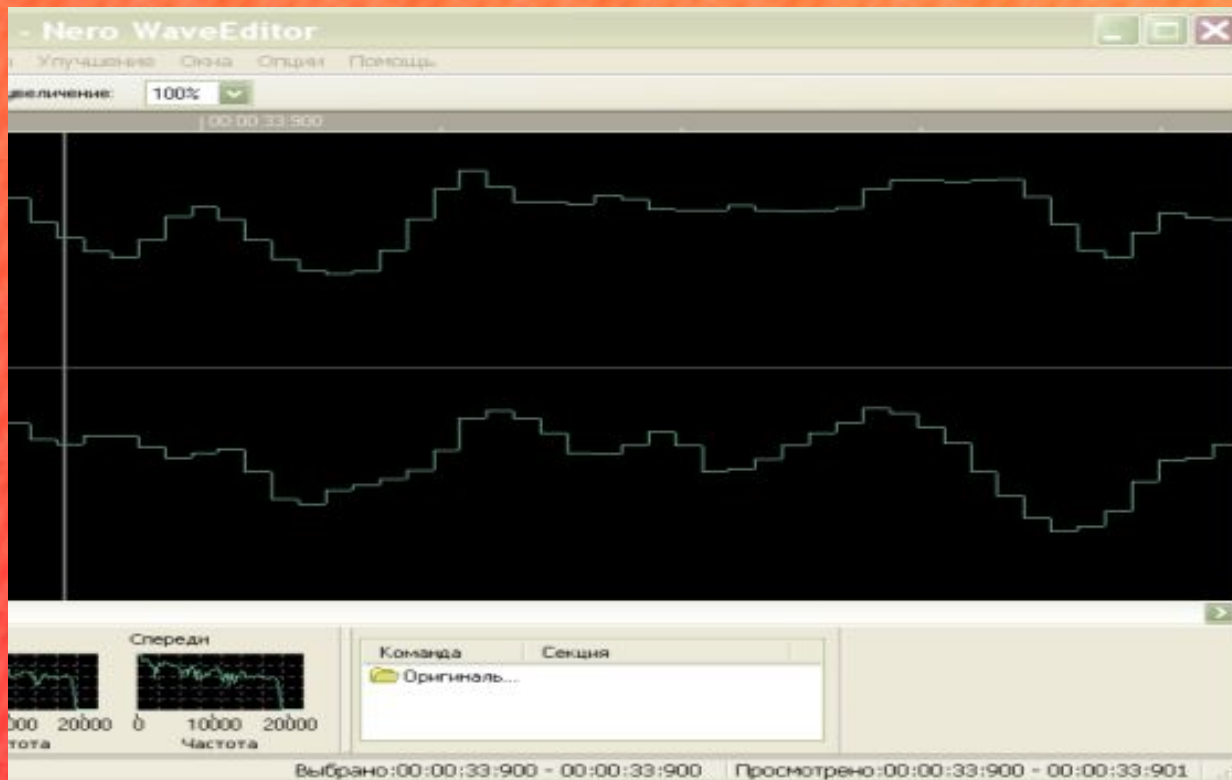 - Nero WaveEditor
Улучшение Окна Опции Помощь
увеличение: 100%
00:00:33:900
Спереди
Команда Секция
Оригиналь...
000 20000 0 10000 20000
тота Частота
Выбрано:00:00:33:900 - 00:00:33:900 Просмотрено:00:00:33:900 - 00:00:33:901